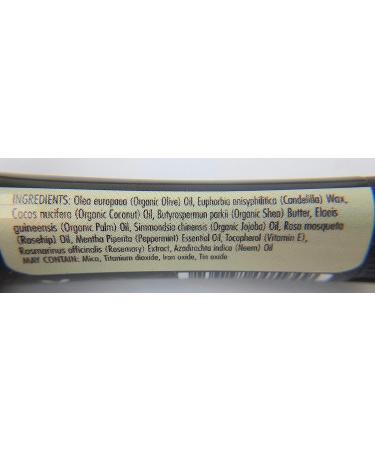 INGREDIENTS: Olea europaea (Organic Olive) Oil, Euphorbia anisyphilitica (Candelilla) Wax,
Cocos nucifera (Organic Coconut) Oil, Butyrospermun parkii (Organic Shea) Butter, Elaeis
guineensis (Organic Palm) Oil, Simmondsia chinensis (Organic Jojoba) Oil, Rosa mosqueta
(Rosehip) Oil, Mentha Piperita (Peppermint) Essential Oil, Tocopherol (Vitamin E),
Rosmarinus officinalis (Rosemary) Extract, Azadirachta indica (Neem) Oil
MAY CONTAIN: Mica, Titanium dioxide, Iron oxide, Tin oxide